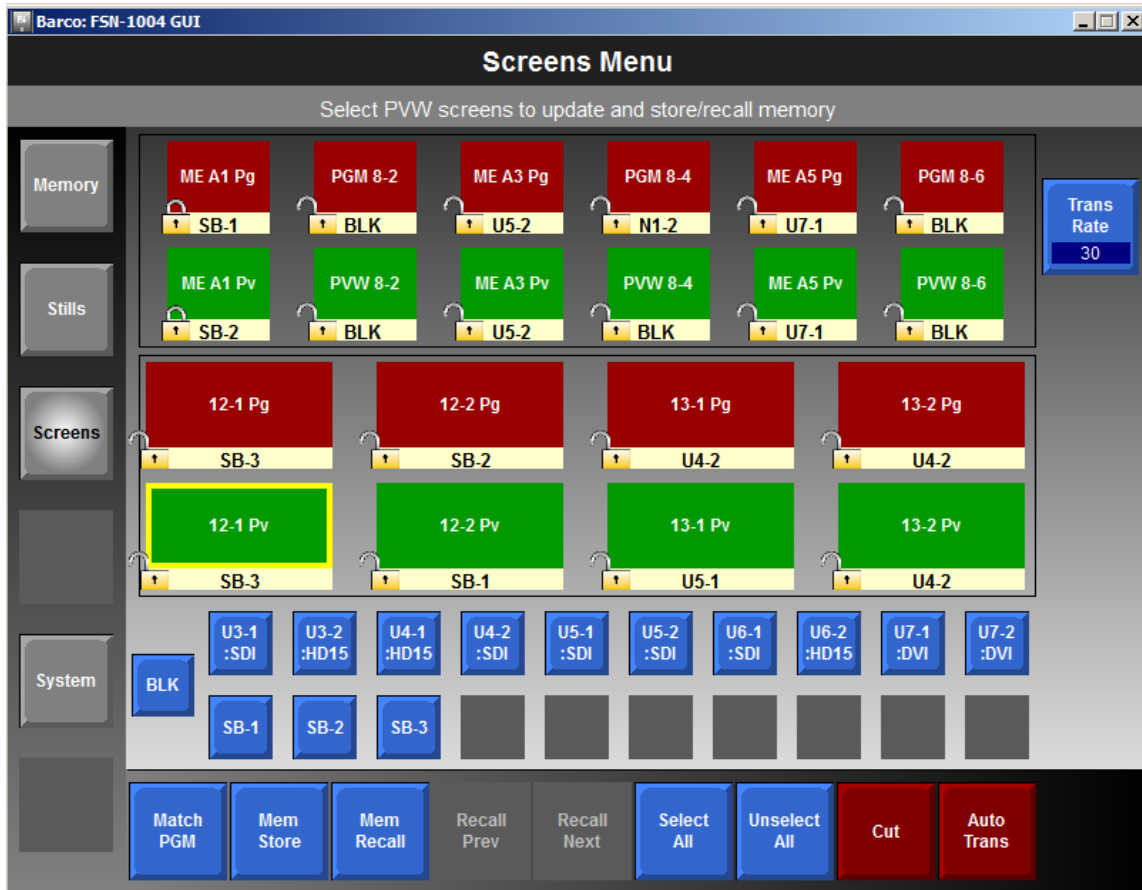 Barco: FSN-1004 GUI
Screens Menu
Select PVW screens to update and store/recall memory
Memory
Stills
Screens
System
ME A1 Pg
PGM 8-2
ME A3 Pg
PGM 8-4
ME A5 Pg
PGM 8-6
SB-1
BLK
U5-2
N1-2
U7-1
BLK
ME A1 Pv
PVW 8-2
ME A3 Pv
PVW 8-4
ME A5 Pv
PVW 8-6
SB-2
BLK
U5-2
BLK
U7-1
BLK
Trans
Rate
30
12-1 Pg
12-2 Pg
13-1 Pg
13-2 Pg
SB-3
SB-2
U4-2
U4-2
12-1 Pv
12-2 Pv
13-1 Pv
13-2 Pv
SB-3
SB-1
U5-1
U4-2
BLK
U3-1
:SDI
U3-2
:HD15
U4-1
:HD15
U4-2
:SDI
U5-1
:SDI
U5-2
:SDI
U6-1
:SDI
U6-2
:HD15
U7-1
:DVI
U7-2
:DVI
SB-1
SB-2
SB-3
Match
PGM
Mem
Store
Mem
Recall
Recall
Prev
Recall
Next
Select
All
Unselect
All
Cut
Auto
Trans